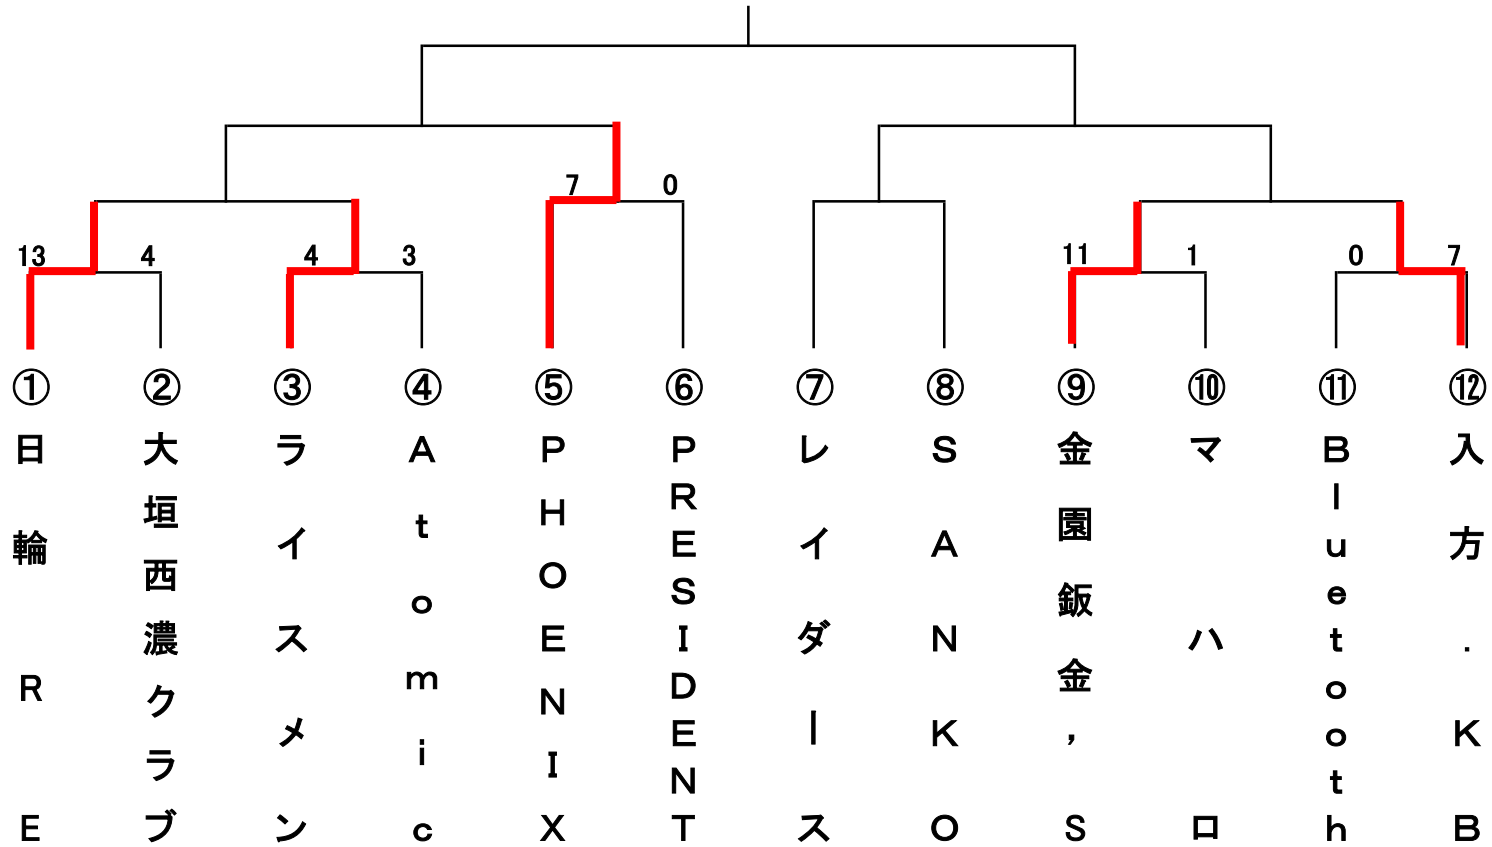 7 0
13 4 4 3 11 1 0 7
① ② ③ ④ ⑤ ⑥ ⑦ ⑧ ⑨ ⑩ ⑪ ⑫
日輪RE
大垣西濃クラブ
ライスメン
Atomic
PHOENIX
PRESIDENT
レイダース
SANKO
金園鈑金,S
マハロ
Bluetooth
入方.KB